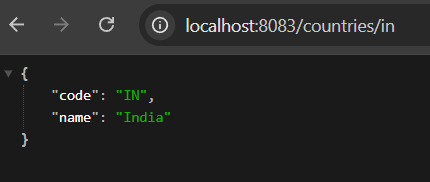 localhost:8083/countries/in
{
"code": "IN",
"name": "India"
}